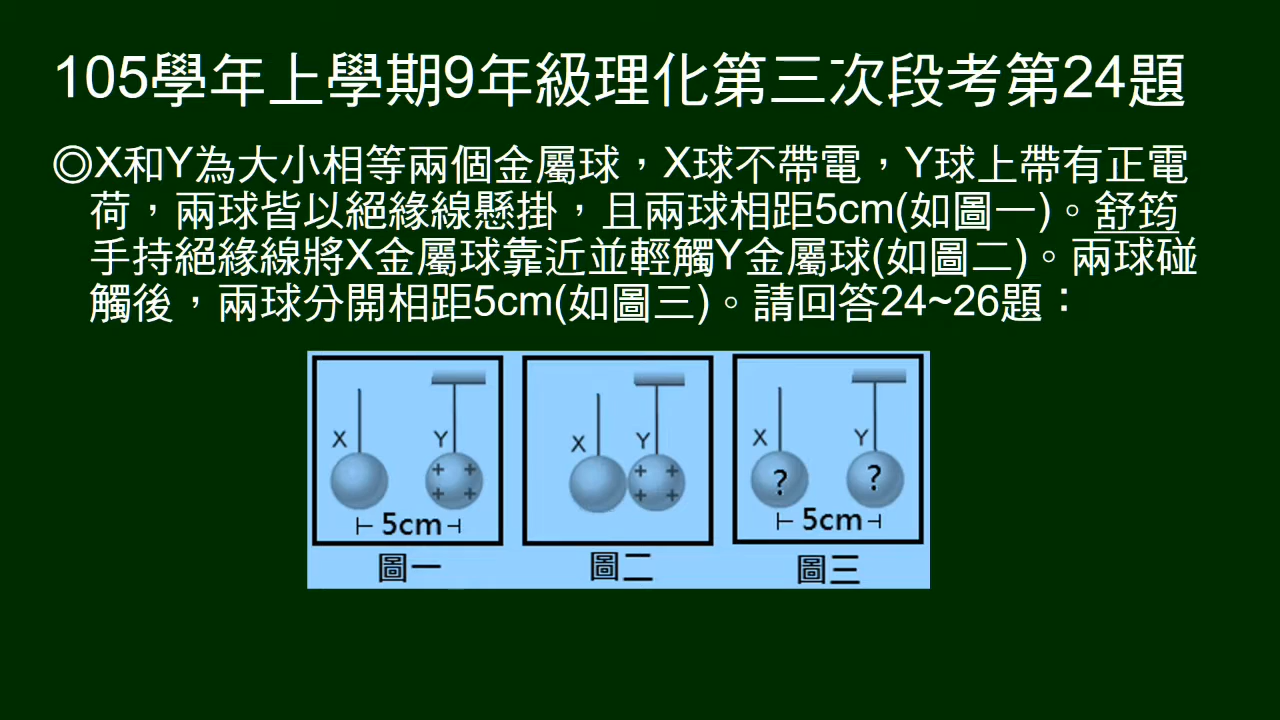 105學年上學期9年級理化第三次段考第24題
◎X和Y為大小相等兩個金屬球，X球不帶電，Y球上帶有正電
荷，兩球皆以絕緣線懸掛，且兩球相距5cm(如圖一)。舒筠
手持絕緣線將X金屬球靠近並輕觸Y金屬球(如圖二)。兩球碰
觸後，兩球分開相距5cm(如圖三)。請回答24~26題：
X Y
+ +
+ +
5cm
圖一
X Y
+ +
+ +
圖二
X Y
? ?
5cm
圖三